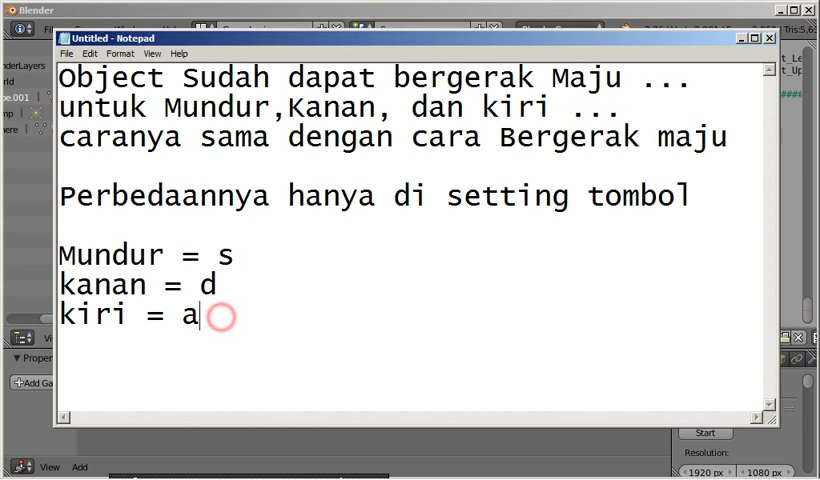 Blender
Untitled - Notepad
File Edit Format View Help
Object Sudah dapat bergerak Maju ...
untuk Mundur,Kanan, dan kiri ...
caranya sama dengan cara Bergerak maju
Perbedaannya hanya di setting tombol
Mundur = s
kanan = d
kiri = a
Start
Resolution:
1920 px 1080 px
View Add